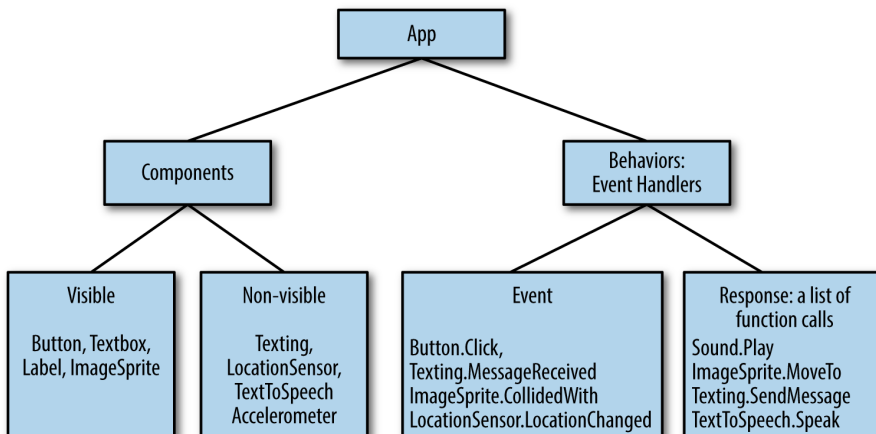 App
Components
Behaviors:
Event Handlers
Visible
Button, Textbox,
Label, ImageSprite
Non-visible
Texting,
LocationSensor,
TextToSpeech
Accelerometer
Event
Button.Click,
Texting.MessageReceived
ImageSprite.CollidedWith
LocationSensor.LocationChanged
Response: a list of
function calls
Sound.Play
ImageSprite.MoveTo
Texting.SendMessage
TextToSpeech.Speak